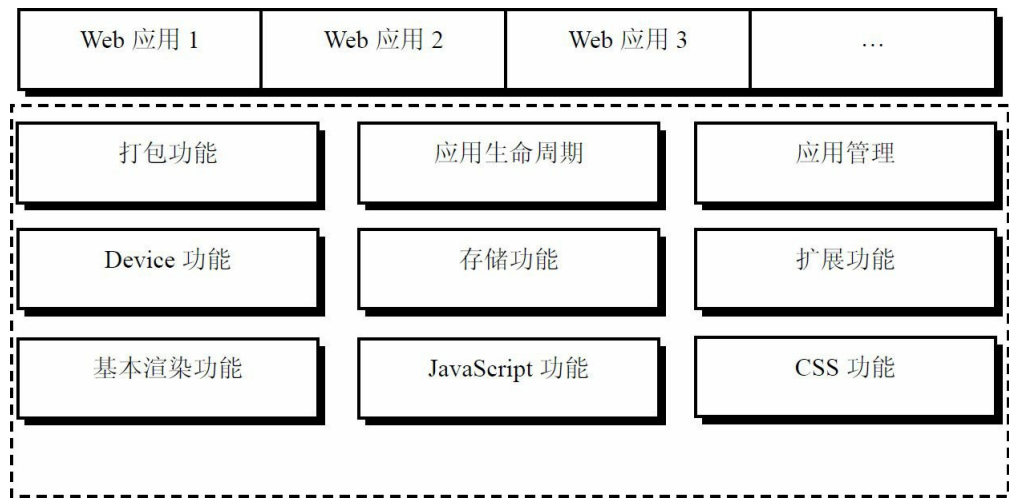 Web 应用 1
Web 应用 2
Web 应用 3
…
打包功能
应用生命周期
应用管理
Device 功能
存储功能
扩展功能
基本渲染功能
JavaScript 功能
CSS 功能